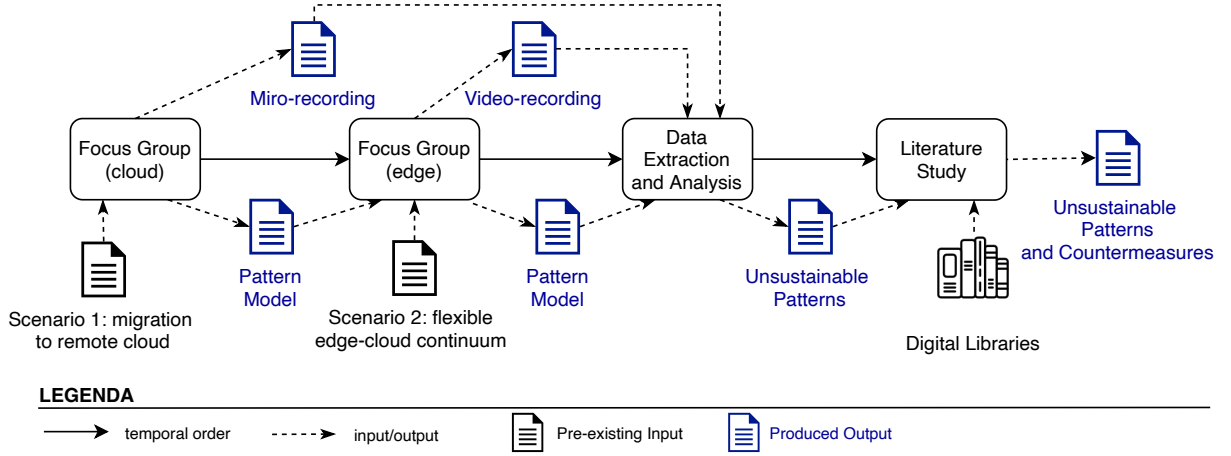 Miro-recording
Video-recording
Focus Group
(cloud)
Focus Group
(edge)
Data
Extraction
and Analysis
Literature
Study
Unsustainable
Patterns
and Countermeasures
Pattern
Model
Pattern
Model
Unsustainable
Patterns
Scenario 1: migration
to remote cloud
Scenario 2: flexible
edge-cloud continuum
Digital Libraries
LEGENDA
temporal order
input/output
Pre-existing Input
Produced Output